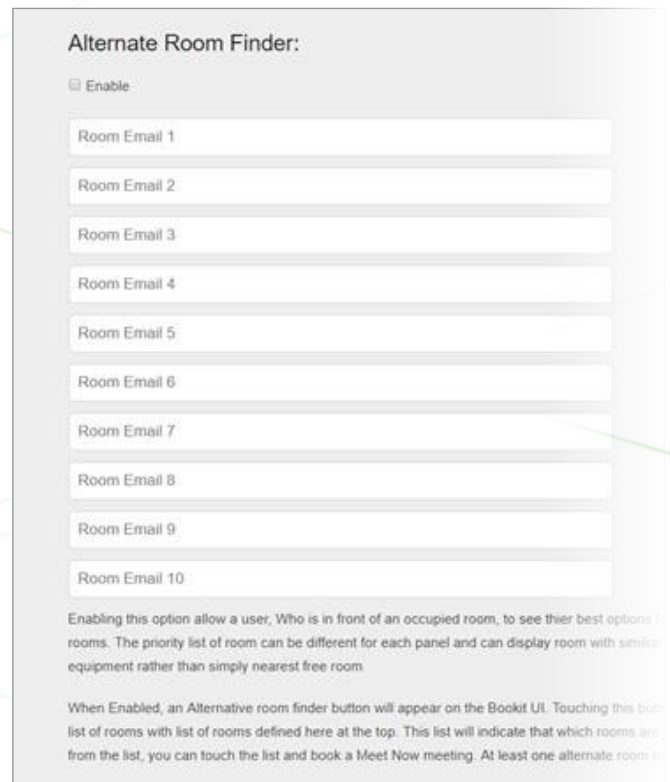 Alternate Room Finder:
Enable
Room Email 1
Room Email 2
Room Email 3
Room Email 4
Room Email 5
Room Email 6
Room Email 7
Room Email 8
Room Email 9
Room Email 10
Enabling this option allow a user, Who is in front of an occupied room, to see thier best options
rooms. The priority list of room can be different for each panel and can display room with similar
equipment rather than simply nearest free room
When Enabled, an Alternative room finder button will appear on the Bookit UI. Touching this
list of rooms with list of rooms defined here at the top. This list will indicate that which rooms are
from the list, you can touch the list and book a Meet Now meeting. At least one alternate room